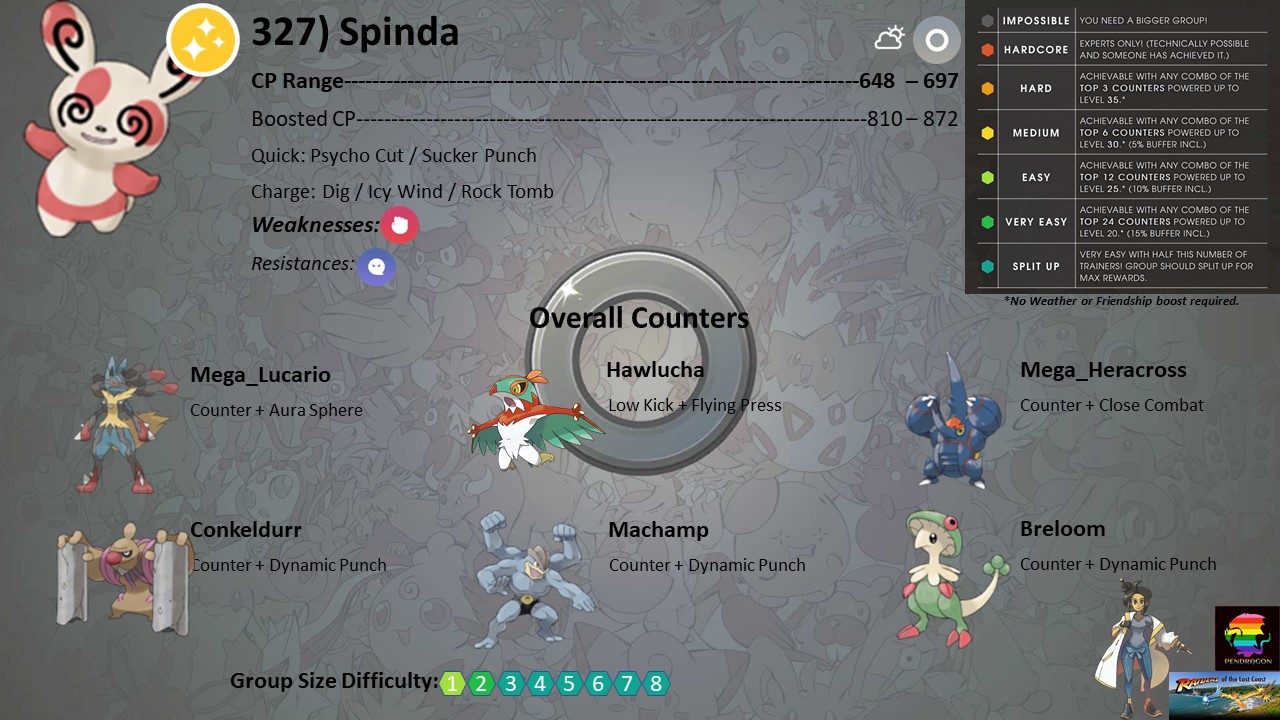 327) Spinda
CP Range------------------------------------------------------------------------648 – 697
Boosted CP------------------------------------------------------------------------810 – 872
Quick: Psycho Cut / Sucker Punch
Charge: Dig / Icy Wind / Rock Tomb
Weaknesses:
Resistances:
IMPOSSIBLE YOU NEED A BIGGER GROUP!
HARDCORE EXPERTS ONLY! (TECHNICALLY POSSIBLE
AND SOMEONE HAS ACHIEVED IT.)
HARD ACHIEVABLE WITH ANY COMBO OF THE
TOP 3 COUNTERS POWERED UP TO
LEVEL 35.*
MEDIUM ACHIEVABLE WITH ANY COMBO OF THE
TOP 6 COUNTERS POWERED UP TO
LEVEL 30.* (5% BUFFER INCL.)
EASY ACHIEVABLE WITH ANY COMBO OF THE
TOP 12 COUNTERS POWERED UP TO
LEVEL 25.* (10% BUFFER INCL.)
VERY EASY ACHIEVABLE WITH ANY COMBO OF THE
TOP 24 COUNTERS POWERED UP TO
LEVEL 20.* (15% BUFFER INCL.)
SPLIT UP VERY EASY WITH HALF THIS NUMBER OF
TRAINERS! GROUP SHOULD SPLIT UP FOR
MAX REWARDS.
*No Weather or Friendship boost required.
Overall Counters
Mega_Lucario
Counter + Aura Sphere
Hawlucha
Low Kick + Flying Press
Mega_Heracross
Counter + Close Combat
Conkeldurr
Counter + Dynamic Punch
Machamp
Counter + Dynamic Punch
Breloom
Counter + Dynamic Punch
Group Size Difficulty: 1 2 3 4 5 6 7 8
PENDROGON
RAIDERS of the Lost Coast